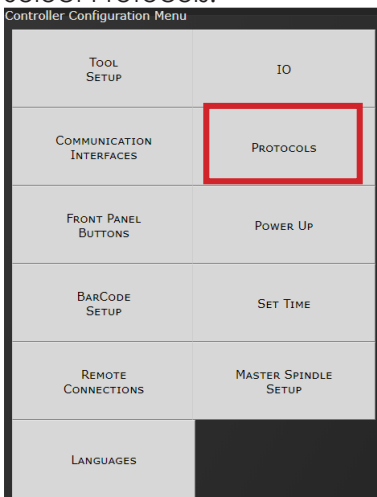 Controller Configuration Menu
Tool
Setup
IO
Communication
Interfaces
Protocols
Front Panel
Buttons
Power Up
BarCode
Setup
Set Time
Remote
Connections
Master Spindle
Setup
Languages